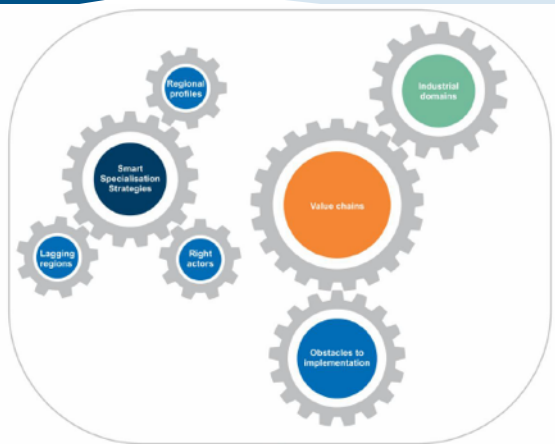 Regional
profiles
Industrial
domains
Smart
Specialisation
Strategies
Value chains
Lagging
regions
Right
actors
Obstacles to
implementation